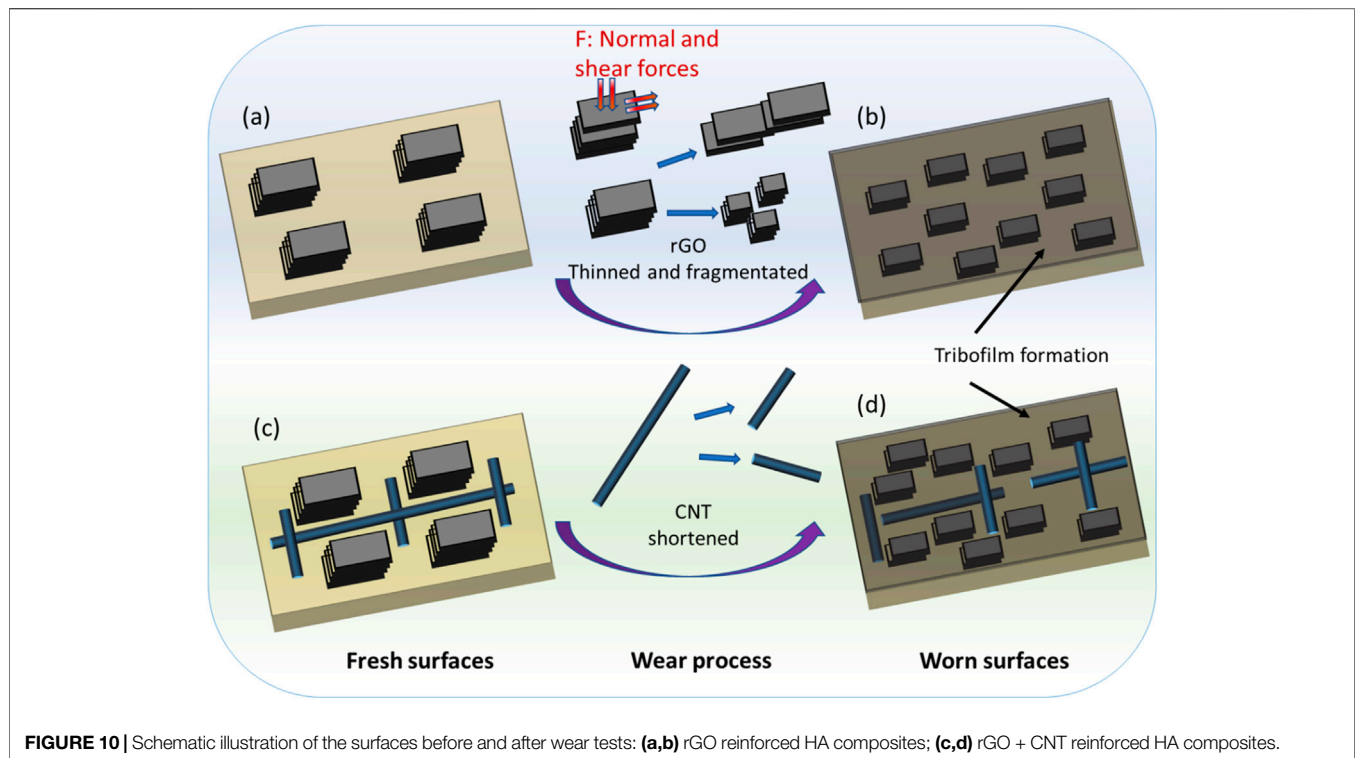 F: Normal and
shear forces
(a)
(b)
rGO
Thinned and fragmentated
Tribofilm formation
(c)
(d)
CNT
shortened
Fresh surfaces
Wear process
Worn surfaces
FIGURE 10 | Schematic illustration of the surfaces before and after wear tests: (a,b) rGO reinforced HA composites; (c,d) rGO + CNT reinforced HA composites.